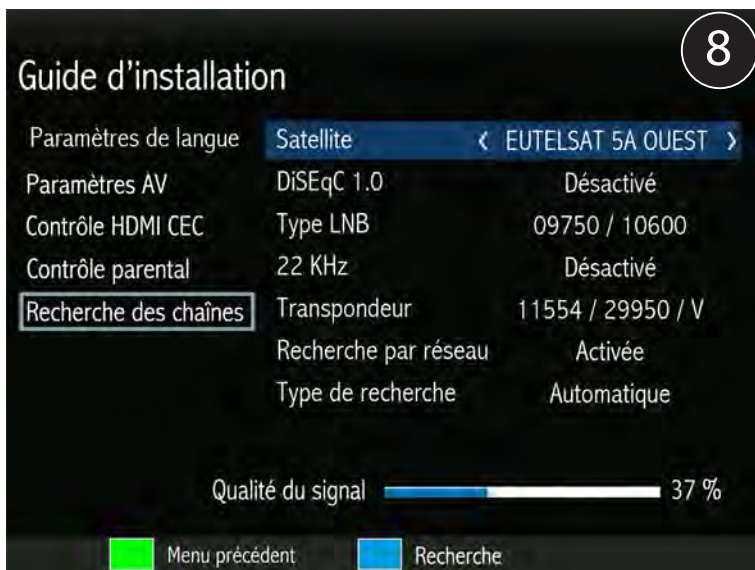 8
Guide d'installation
Paramètres de langue
Paramètres AV
Contrôle HDMI CEC
Contrôle parental
Recherche des chaînes
Satellite < EUTELSAT 5A OUEST >
DiSEqC 1.0 Désactivé
Type LNB 09750 / 10600
22 KHz Désactivé
Transpondeur 11554 / 29950 / V
Recherche par réseau Activée
Type de recherche Automatique
Qualité du signal 37 %
Menu précédent Recherche